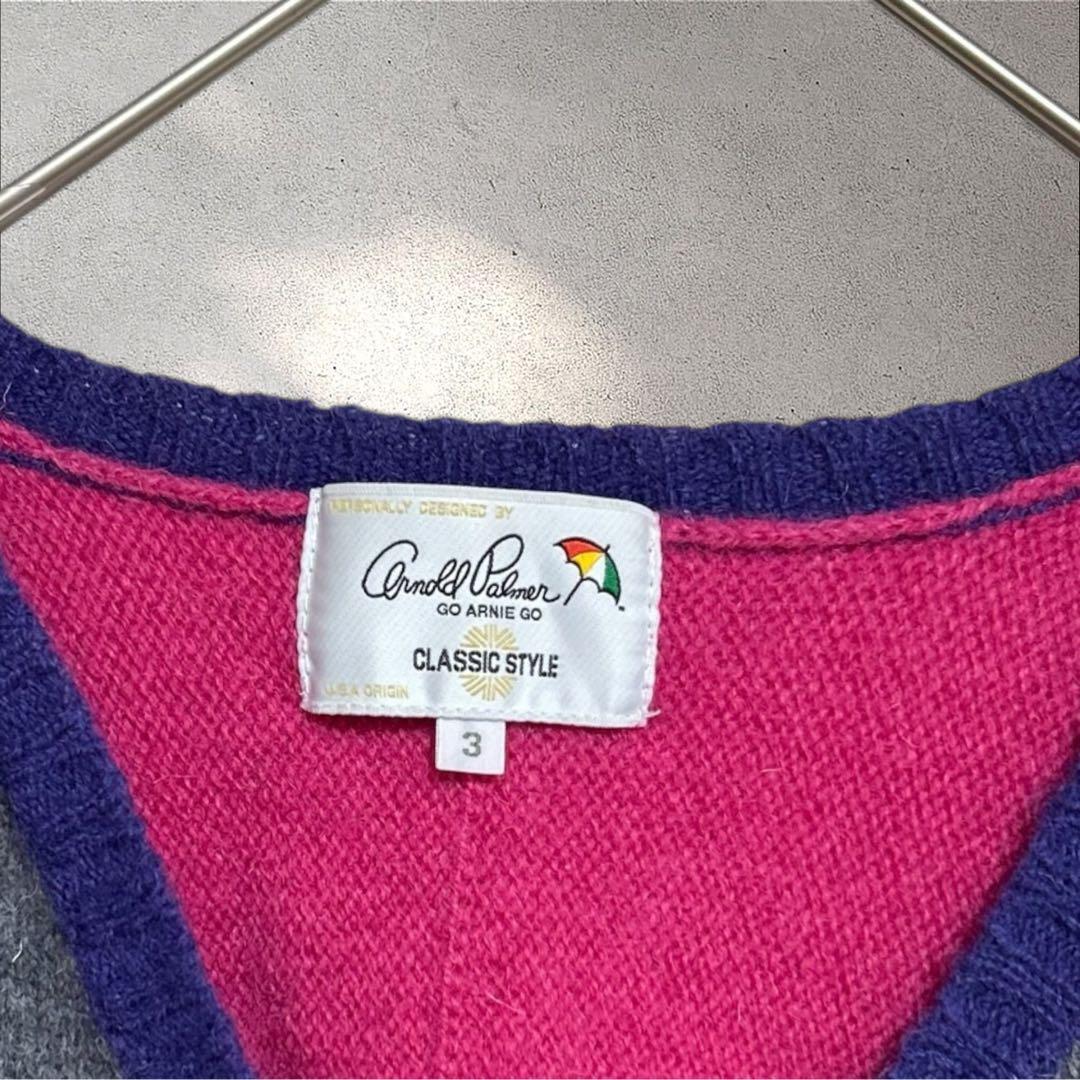 PERSONALLY DESIGNED BY
Arnold Palmer
GO ARNIE GO
CLASSIC STYLE
U.S.A ORIGIN
3